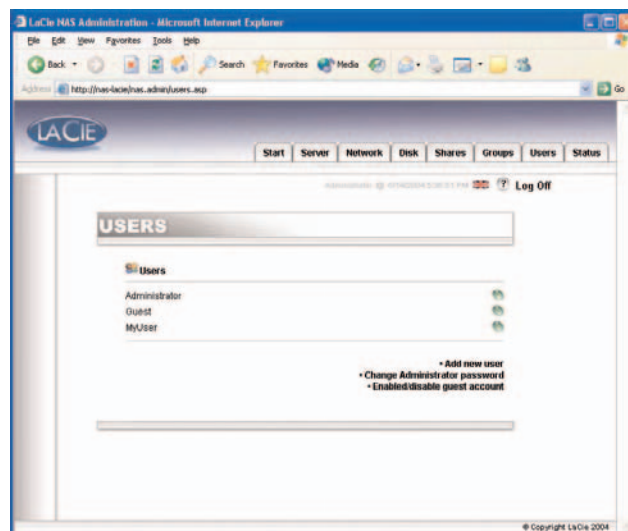 LaCie NAS Administration - Microsoft Internet Explorer
File Edit View Favorites Tools Help
Back Search Favorites Media
Address http://nas-lacie/nas_admin/users.asp Go
LACIE
Start Server Network Disk Shares Groups Users Status
? Log Off
USERS
Users
Administrator
Guest
MyUser
• Add new user
• Change Administrator password
• Enabled/disable guest account
© Copyright LaCie 2004